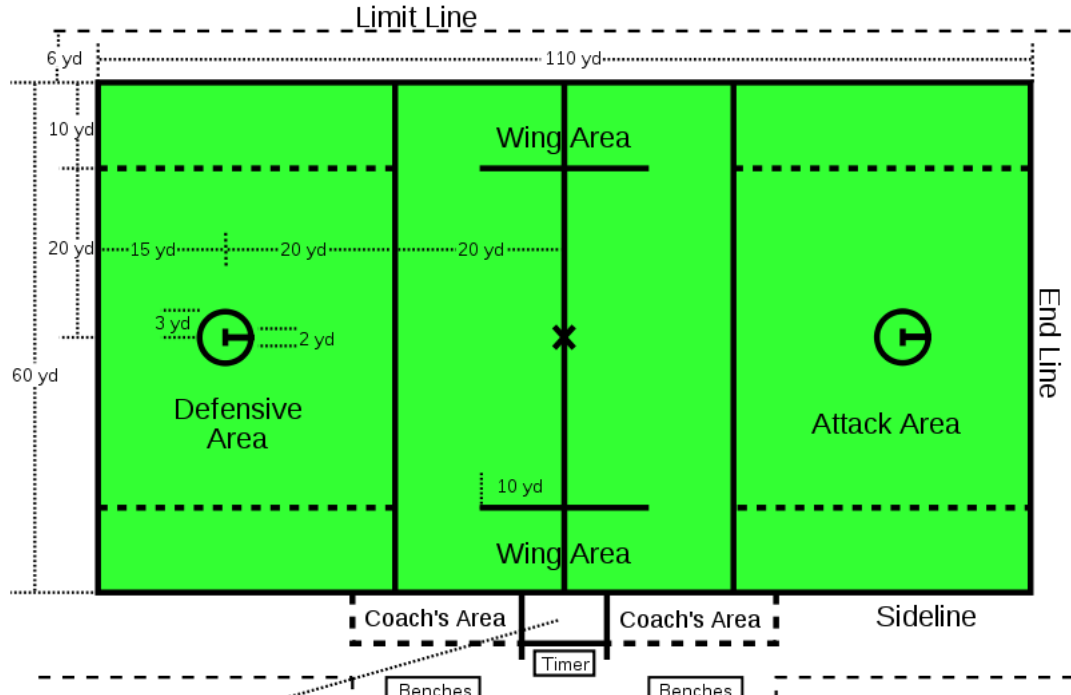 Limit Line
6 yd
110 yd
10 yd
Wing Area
20 yd
15 yd
20 yd
20 yd
3 yd
2 yd
End Line
60 yd
Defensive
Area
Attack Area
10 yd
Wing Area
Coach's Area
Coach's Area
Sideline
Timer
Benches
Benches